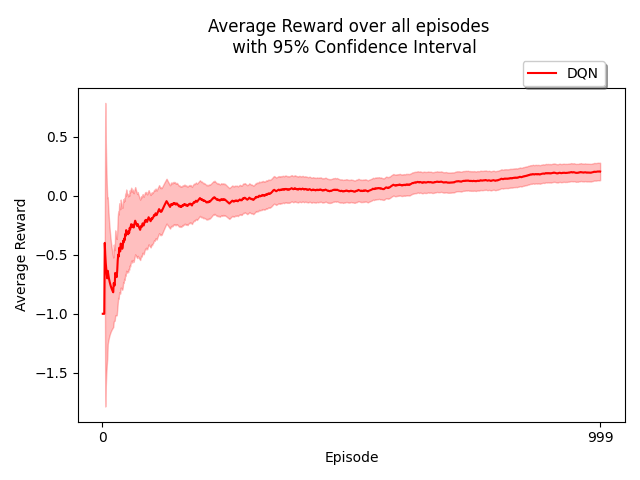 Average Reward over all episodes
with 95% Confidence Interval
DQN
0.5
0.0
−0.5
−1.0
−1.5
Average Reward
0
999
Episode